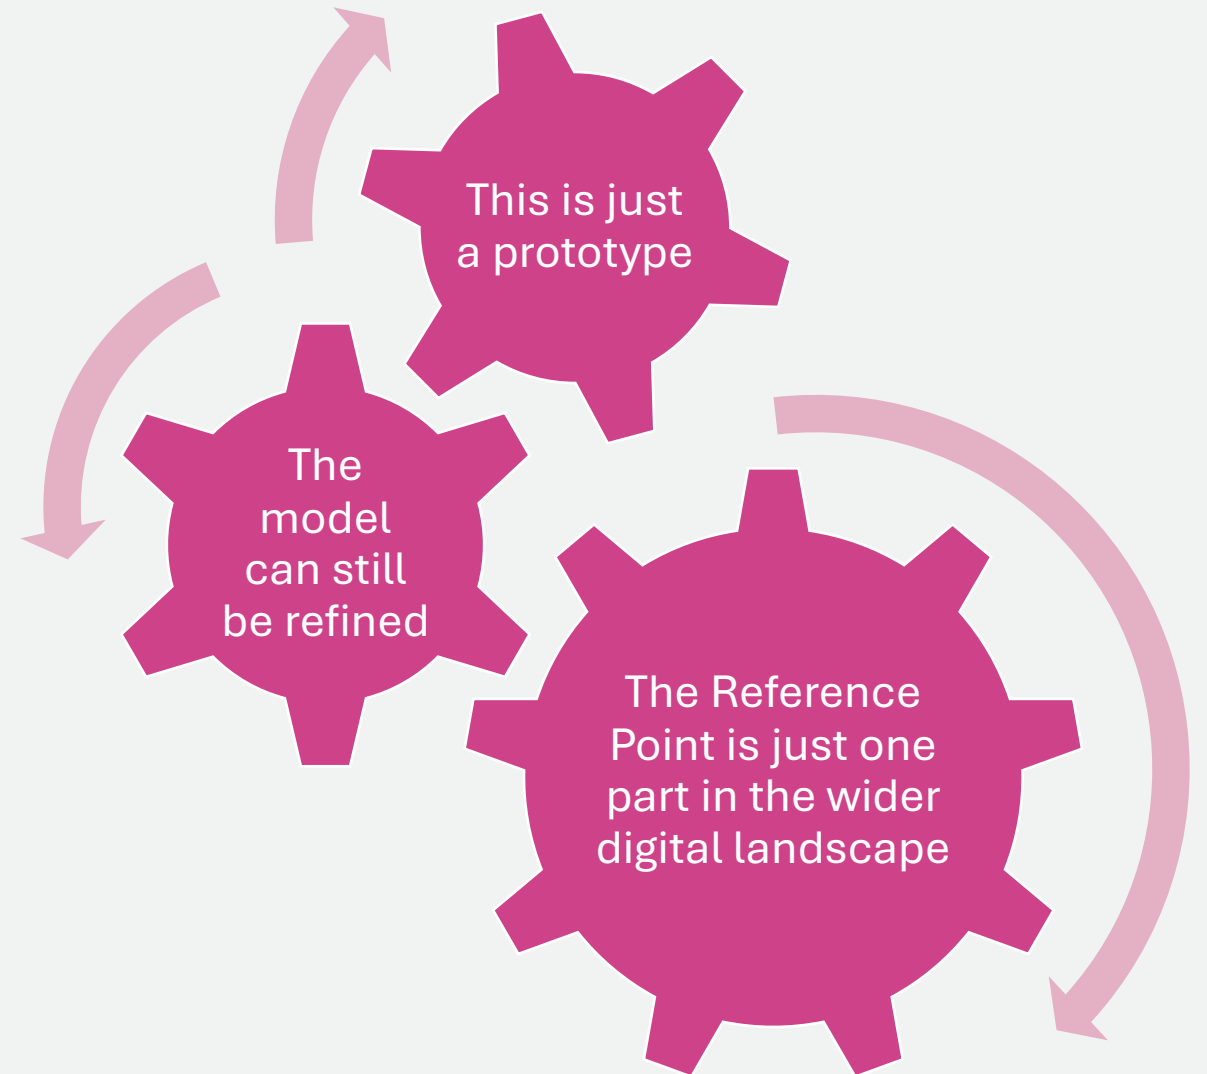 This is just
a prototype
The
model
can still
be refined
The Reference
Point is just one
part in the wider
digital landscape